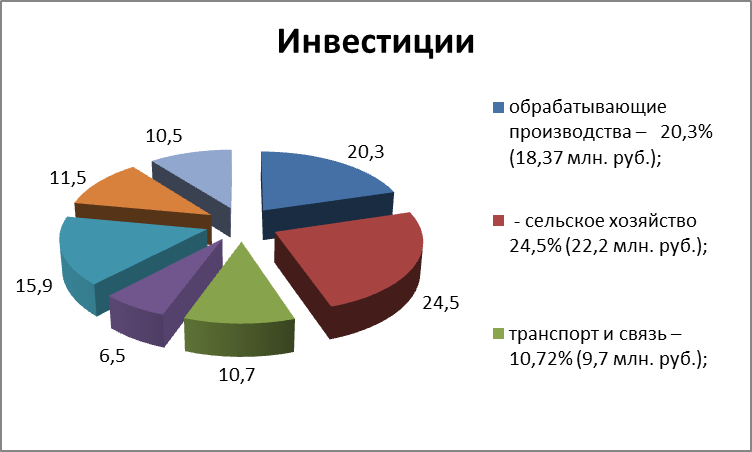 Инвестиции
20,3
24,5
10,7
6,5
15,9
11,5
10,5
обрабатывающие
производства – 20,3%
(18,37 млн. руб.);
- сельское хозяйство
24,5% (22,2 млн. руб.);
транспорт и связь –
10,72% (9,7 млн. руб.);